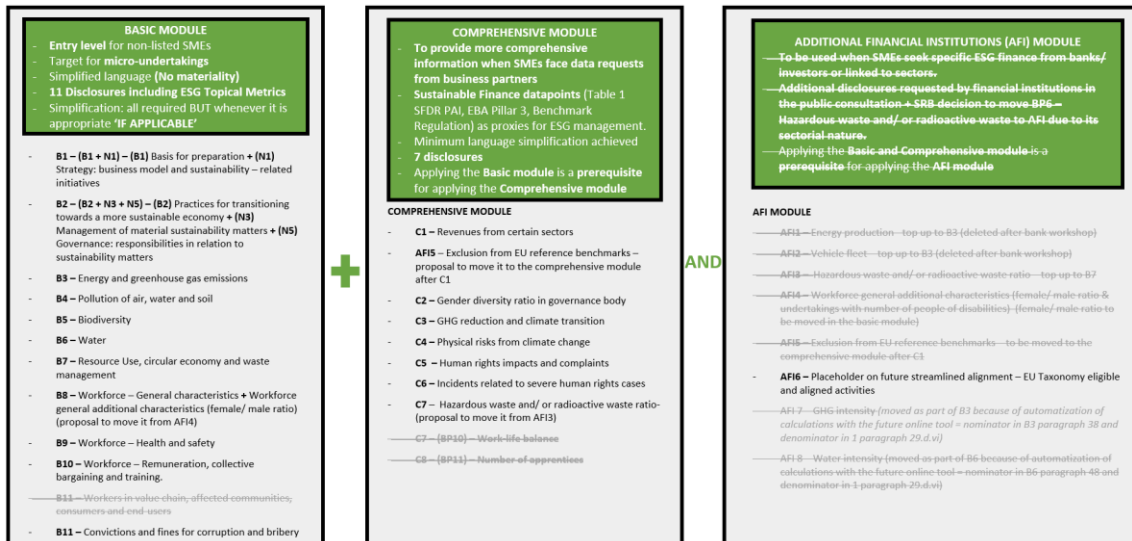 BASIC MODULE
- Entry level for non-listed SMEs
- Target for micro-undertakings
- Simplified language (No materiality)
- 11 Disclosures including ESG Topical Metrics
- Simplification: all required BUT whenever it is
appropriate ‘IF APPLICABLE’
- B1 – (B1 + N1) – (B1) Basis for preparation + (N1)
Strategy: business model and sustainability – related
initiatives
- B2 – (B2 + N3 + N5) – (B2) Practices for transitioning
towards a more sustainable economy + (N3)
Management of material sustainability matters + (N5)
Governance: responsibilities in relation to
sustainability matters
- B3 – Energy and greenhouse gas emissions
- B4 – Pollution of air, water and soil
- B5 – Biodiversity
- B6 – Water
- B7 – Resource Use, circular economy and waste
management
- B8 – Workforce – General characteristics + Workforce
general additional characteristics (female/ male ratio)
(proposal to move it from AFI4)
- B9 – Workforce – Health and safety
- B10 – Workforce – Remuneration, collective
bargaining and training.
- B11 – Workers in value chain, affected communities,
consumers and end-users
- B11 – Convictions and fines for corruption and bribery
+
COMPREHENSIVE MODULE
- To provide more comprehensive
information when SMEs face data requests
from business partners
- Sustainable Finance datapoints (Table 1
SFDR PAI, EBA Pillar 3, Benchmark
Regulation) as proxies for ESG management.
- Minimum language simplification achieved
- 7 disclosures
- Applying the Basic module is a prerequisite
for applying the Comprehensive module
COMPREHENSIVE MODULE
- C1 – Revenues from certain sectors
- AFI5 – Exclusion from EU reference benchmarks –
proposal to move it to the comprehensive module
after C1
- C2 – Gender diversity ratio in governance body
- C3 – GHG reduction and climate transition
- C4 – Physical risks from climate change
- C5 – Human rights impacts and complaints
- C6 – Incidents related to severe human rights cases
- C7 – Hazardous waste and/ or radioactive waste ratio-
(proposal to move it from AFI3)
- C7 – (BP10) – Work-life balance
- C8 – (BP11) – Number of apprentices
AND
ADDITIONAL FINANCIAL INSTITUTIONS (AFI) MODULE
- To be used when SMEs seek specific ESG finance from banks/
investors or linked to sectors.
- Additional disclosures requested by financial institutions in
the public consultation + SRB decision to move BP6 –
Hazardous waste and/ or radioactive waste to AFI due to its
sectorial nature.
- Applying the Basic and Comprehensive module is a
prerequisite for applying the AFI module
AFI MODULE
- AFI1 – Energy production - top up to B3 (deleted after bank workshop)
- AFI2 – Vehicle fleet – top up to B3 (deleted after bank workshop)
- AFI3 – Hazardous waste and/ or radioactive waste ratio – top up to B7
- AFI4 – Workforce general additional characteristics (female/ male ratio &
undertakings with number of people of disabilities) (female/ male ratio to
be moved in the basic module)
- AFI5 – Exclusion from EU reference benchmarks – to be moved to the
comprehensive module after C1
- AFI6 – Placeholder on future streamlined alignment – EU Taxonomy eligible
and aligned activities
- AFI 7 – GHG intensity (moved as part of B3 because of automatization of
calculations with the future online tool = nominator in B3 paragraph 38 and
denominator in 1 paragraph 29.d.vi)
- AFI 8 – Water intensity (moved as part of B6 because of automatization of
calculations with the future online tool = nominator in B6 paragraph 48 and
denominator in 1 paragraph 29.d.vi)